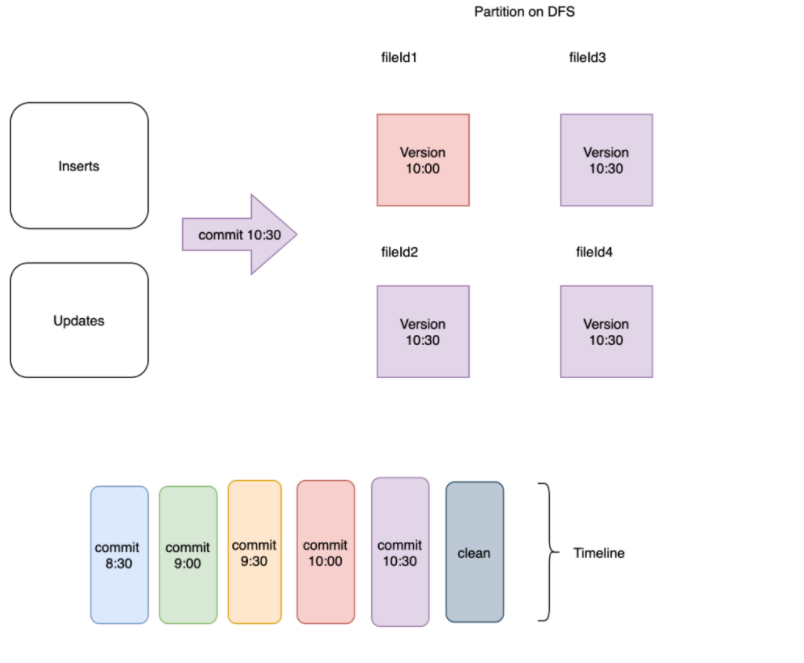 Partition on DFS
fileId1
fileId3
Inserts
Version
10:00
Version
10:30
commit 10:30
fileId2
fileId4
Updates
Version
10:30
Version
10:30
commit
8:30
commit
9:00
commit
9:30
commit
10:00
commit
10:30
clean
Timeline